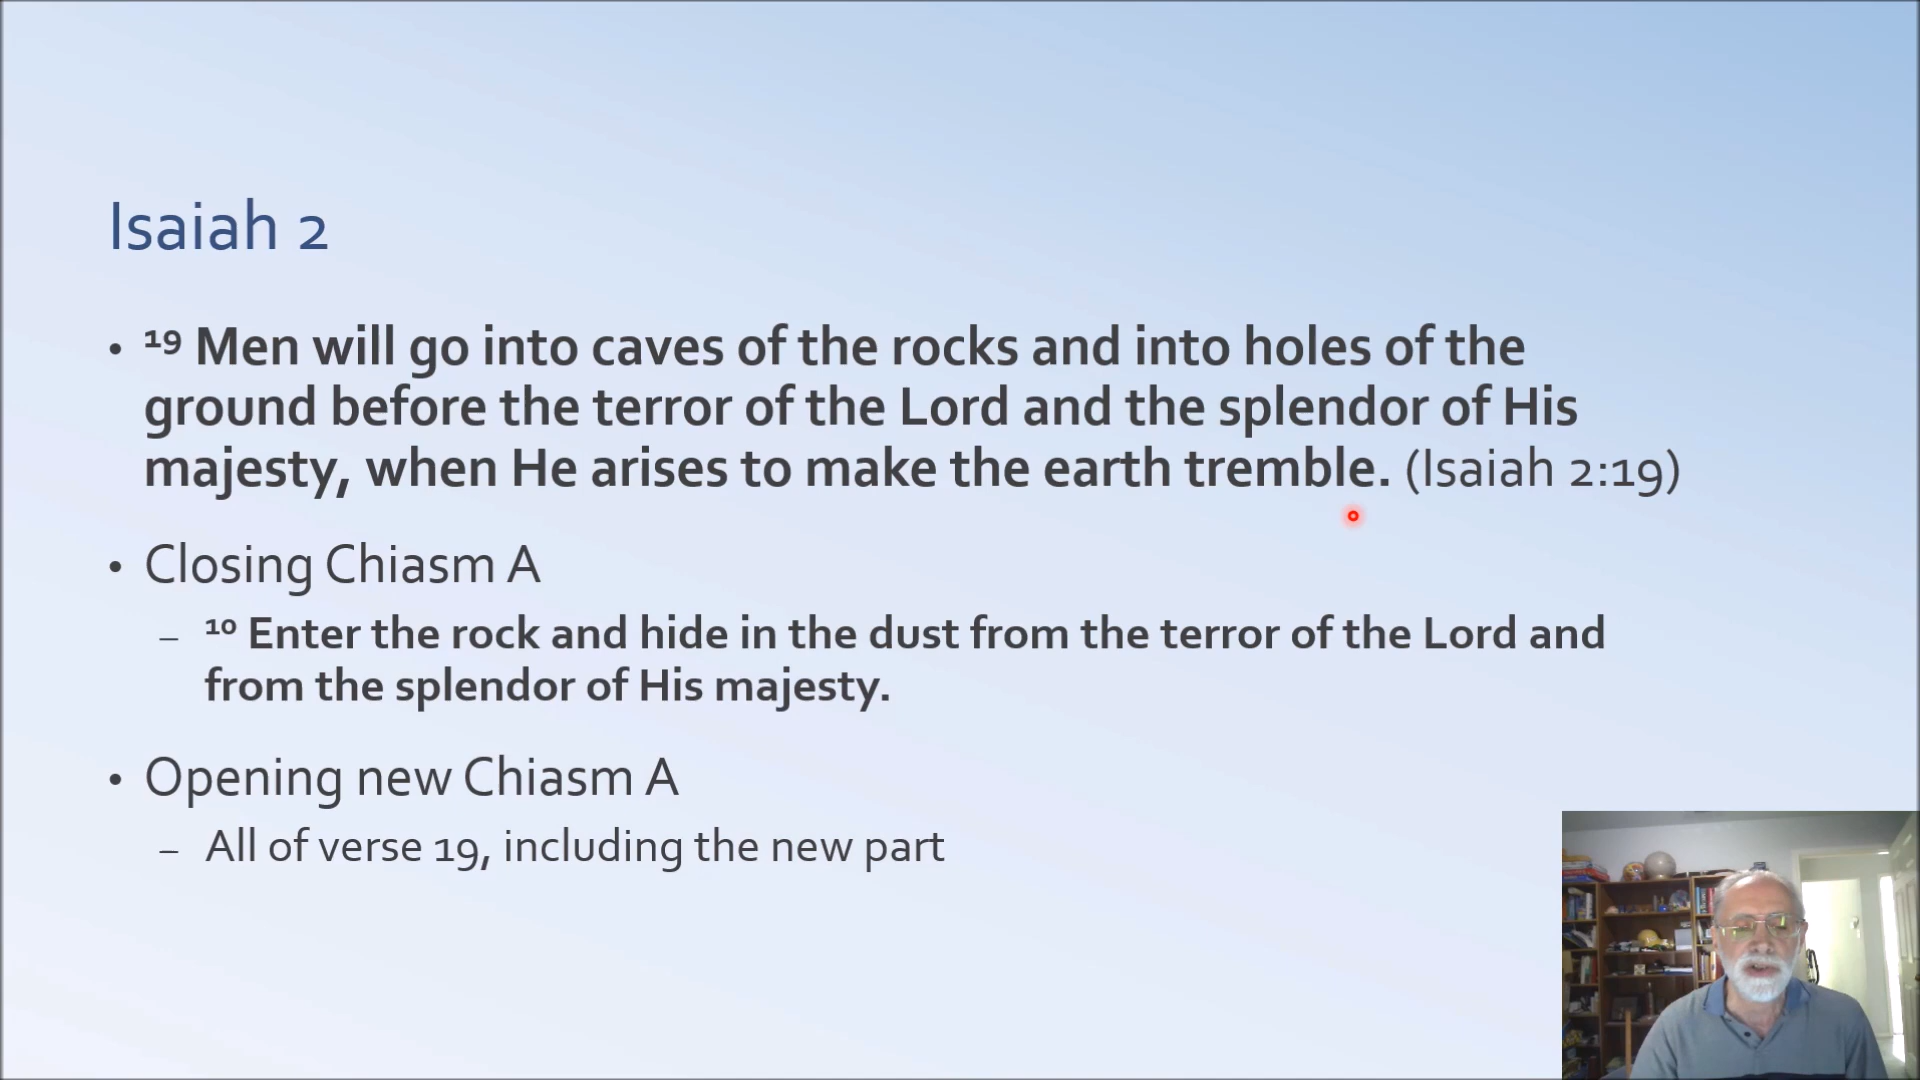 Isaiah 2
• ¹⁹ Men will go into caves of the rocks and into holes of the
ground before the terror of the Lord and the splendor of His
majesty, when He arises to make the earth tremble. (Isaiah 2:19)
• Closing Chiasm A
– ¹⁰ Enter the rock and hide in the dust from the terror of the Lord and
from the splendor of His majesty.
• Opening new Chiasm A
– All of verse 19, including the new part